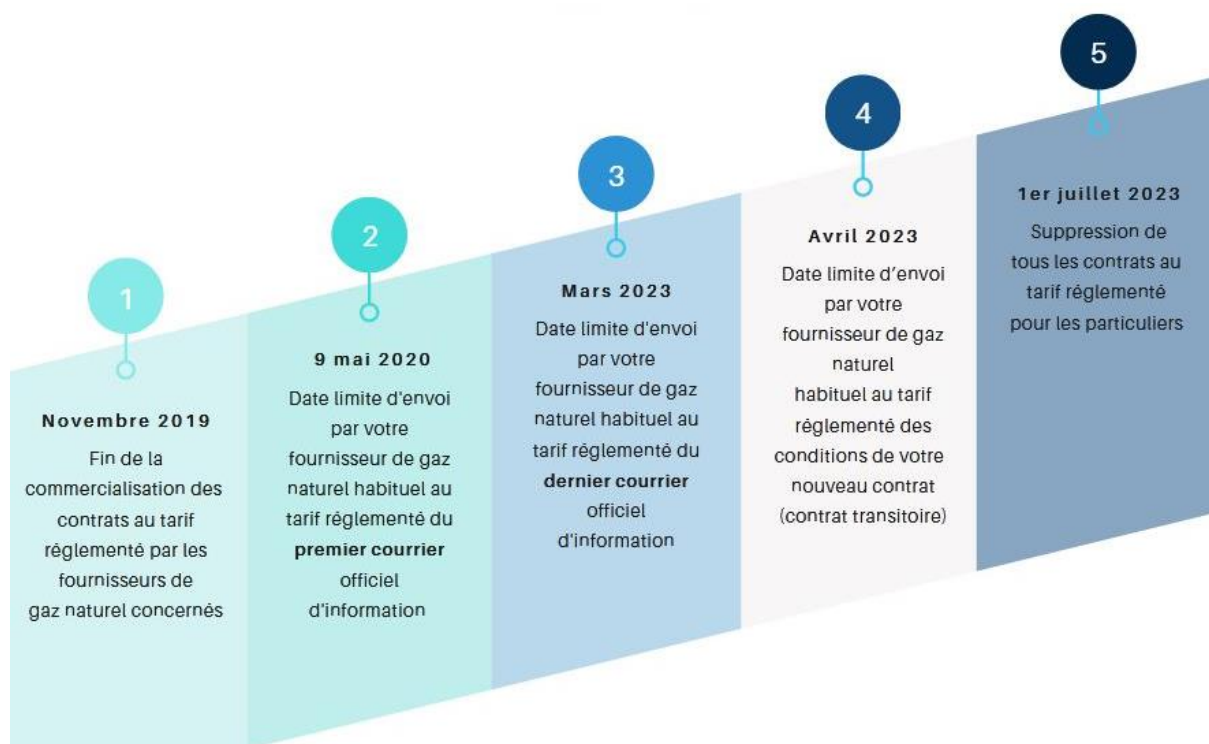 1
Novembre 2019
Fin de la
commercialisation des
contrats au tarif
réglementé par les
fournisseurs de
gaz naturel concernés
2
9 mai 2020
Date limite d'envoi
par votre
fournisseur de gaz
naturel habituel au
tarif réglementé du
premier courrier
officiel
d'information
3
Mars 2023
Date limite d'envoi
par votre
fournisseur de gaz
naturel habituel au
tarif réglementé du
dernier courrier
officiel
d'information
4
Avril 2023
Date limite d’envoi
par votre
fournisseur de gaz
naturel
habituel au tarif
réglementé des
conditions de votre
nouveau contrat
(contrat transitoire)
5
1er juillet 2023
Suppression de
tous les contrats au
tarif réglementé
pour les particuliers